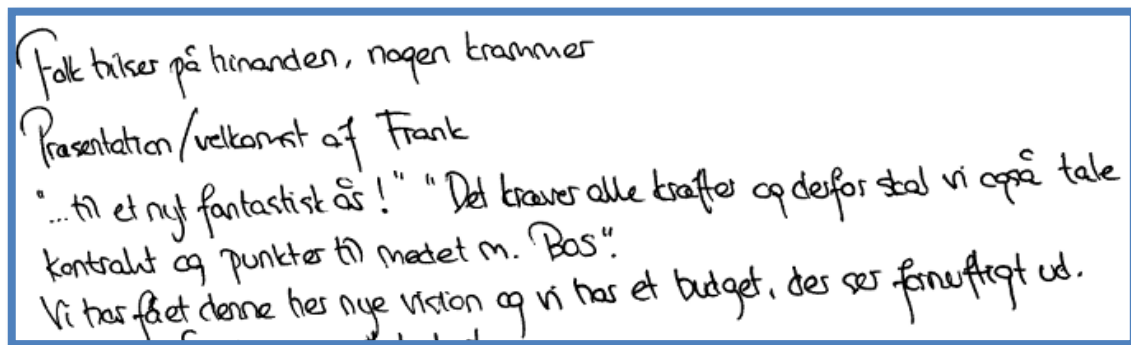 Folk hilser på hinanden, nogen krammer
Præsentation/velkomst af Frank
"...til et nyt fantastisk år!" "Det kræver alle kræfter og derfor skal vi også tale
kontrakt og punkter til mødet m. "BOS".
Vi har fået denne her nye vision og vi har et budget, der ser fornuftigt ud.